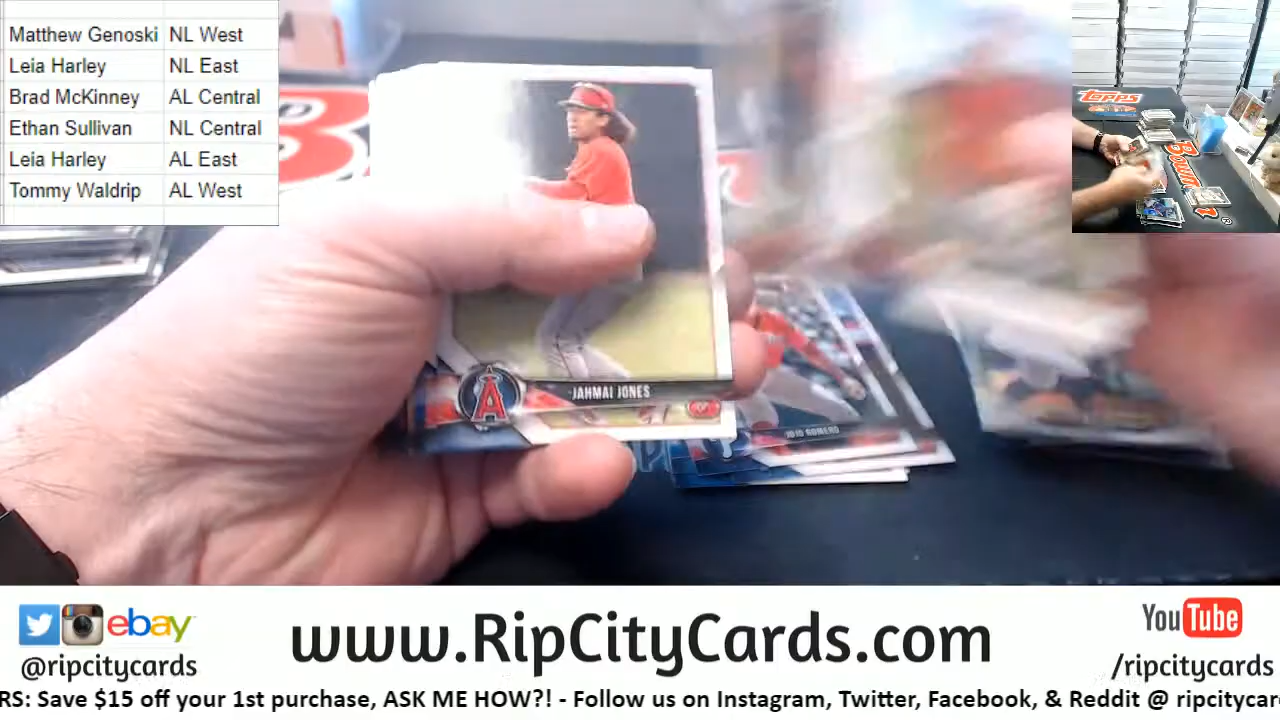 Matthew Genoski NL West
Leia Harley NL East
Brad McKinney AL Central
Ethan Sullivan NL Central
Leia Harley AL East
Tommy Waldrip AL West
topps
JAHMAI JONES
A
JOJO ROMERO
ebay
@ripcitycards
www.RipCityCards.com
YouTube
/ripcitycards
RS: Save $15 off your 1st purchase, ASK ME HOW?! - Follow us on Instagram, Twitter, Facebook, & Reddit @ ripcitycar